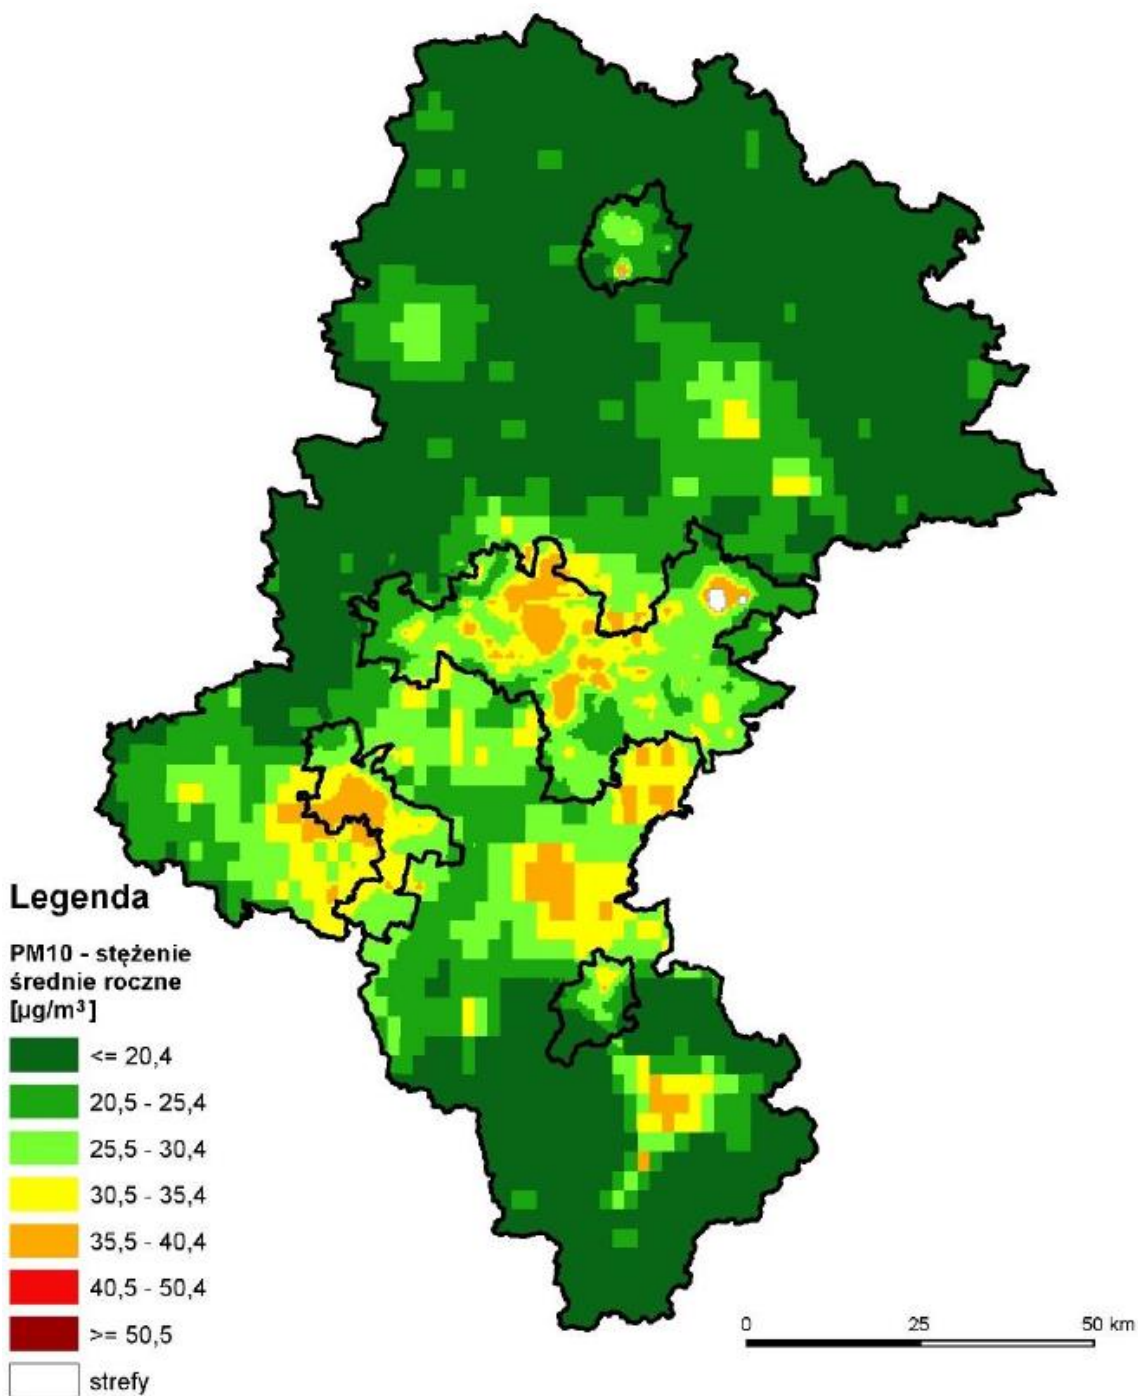 Legenda
PM10 - stężenie
średnie roczne
[µg/m³]
<= 20,4
20,5 - 25,4
25,5 - 30,4
30,5 - 35,4
35,5 - 40,4
40,5 - 50,4
>= 50,5
strefy
0 25 50 km